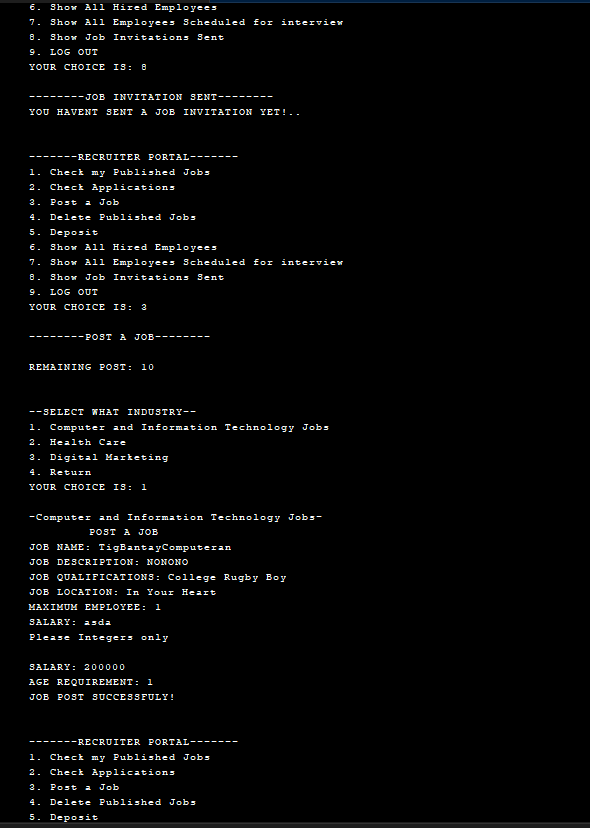 6. Show All Hired Employees
7. Show All Employees Scheduled for interview
8. Show Job Invitations Sent
9. LOG OUT
YOUR CHOICE IS: 8
--------JOB INVITATION SENT--------
YOU HAVENT SENT A JOB INVITATION YET!..
-------RECRUITER PORTAL-------
1. Check my Published Jobs
2. Check Applications
3. Post a Job
4. Delete Published Jobs
5. Deposit
6. Show All Hired Employees
7. Show All Employees Scheduled for interview
8. Show Job Invitations Sent
9. LOG OUT
YOUR CHOICE IS: 3
--------POST A JOB--------
REMAINING POST: 10
--SELECT WHAT INDUSTRY--
1. Computer and Information Technology Jobs
2. Health Care
3. Digital Marketing
4. Return
YOUR CHOICE IS: 1
-Computer and Information Technology Jobs-
POST A JOB
JOB NAME: TigBantayComputeran
JOB DESCRIPTION: NONONO
JOB QUALIFICATIONS: College Rugby Boy
JOB LOCATION: In Your Heart
MAXIMUM EMPLOYEE: 1
SALARY: asda
Please Integers only
SALARY: 200000
AGE REQUIREMENT: 1
JOB POST SUCCESSFULY!
-------RECRUITER PORTAL-------
1. Check my Published Jobs
2. Check Applications
3. Post a Job
4. Delete Published Jobs
5. Deposit